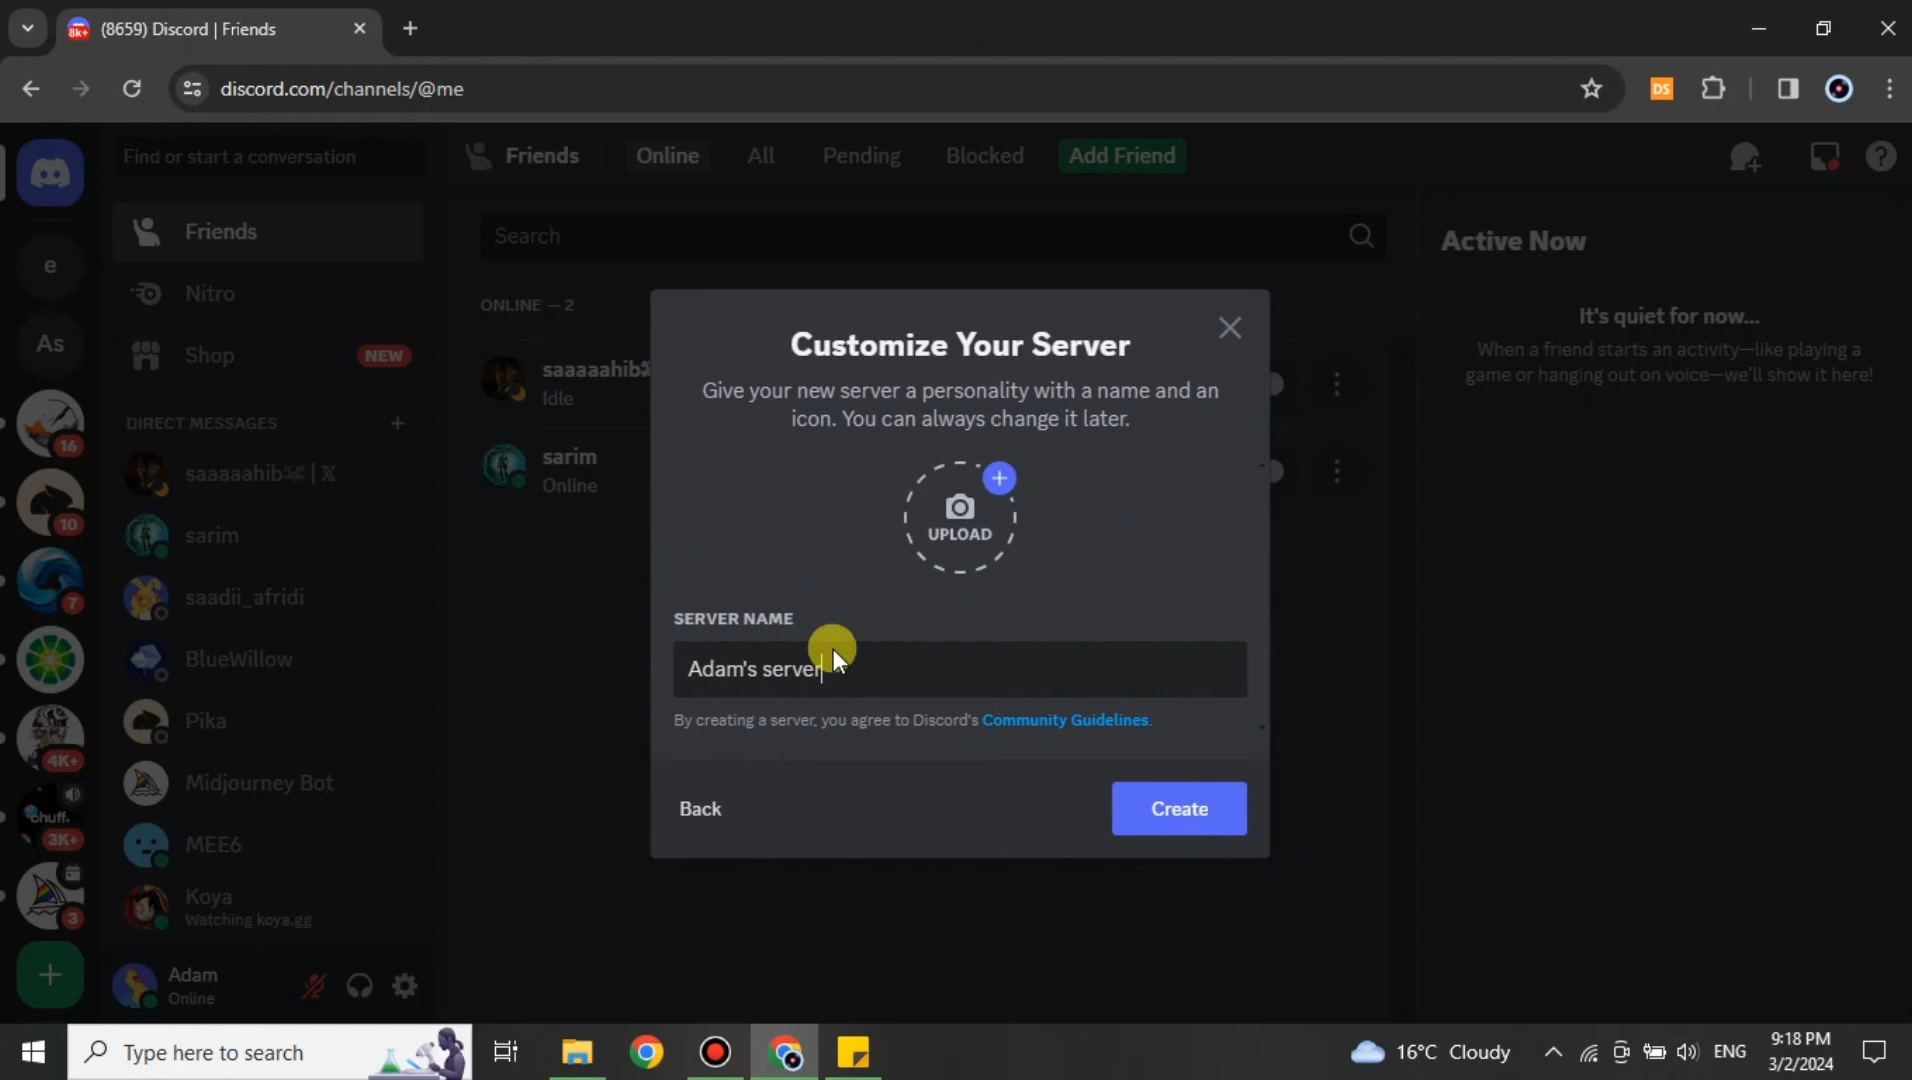 8k+ (8659) Discord | Friends
discord.com/channels/@me
DS
Find or start a conversation
Friends Online All Pending Blocked Add Friend
e
Friends
Search
Active Now
Nitro
ONLINE — 2
It's quiet for now...
When a friend starts an activity—like playing a
game or hanging out on voice—we'll show it here!
As
Shop NEW
saaaaahib
Idle
sarim
Online
16
DIRECT MESSAGES
saaaaahib | X
10
sarim
7
saadii_afridi
BlueWillow
Pika
4K+
Midjourney Bot
chuff.
3K+
MEE6
3
Koya
Watching koya.gg
Adam
Online
Customize Your Server
Give your new server a personality with a name and an
icon. You can always change it later.
UPLOAD
SERVER NAME
Adam's server
By creating a server, you agree to Discord's Community Guidelines.
Back Create
Type here to search
16°C Cloudy
ENG
9:18 PM
3/2/2024